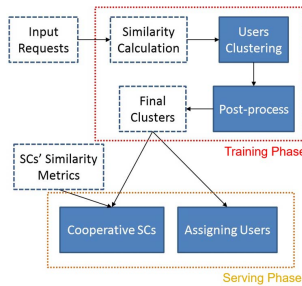 Input
Requests
Similarity
Calculation
Users
Clustering
Final
Clusters
Post-process
Training Phase
SCs' Similarity
Metrics
Cooperative SCs
Assigning Users
Serving Phase